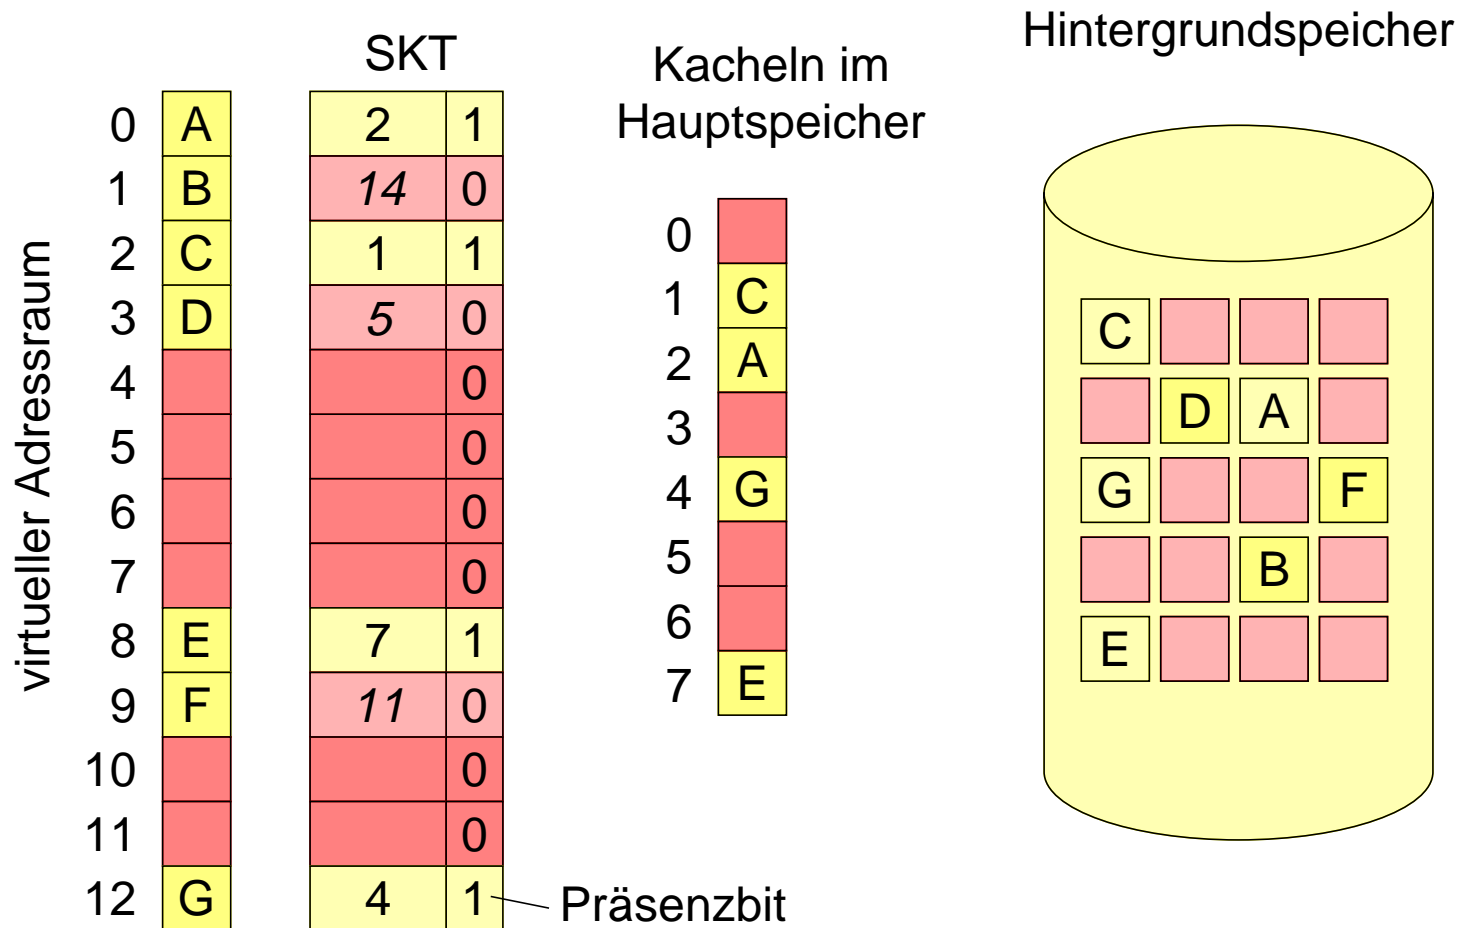 SKT
Kacheln im
Hauptspeicher
Hintergrundspeicher
virtueller Adressraum
0 A 2 1
1 B 14 0
2 C 1 1
3 D 5 0
4 0
5 0
6 0
7 0
8 E 7 1
9 F 11 0
10 0
11 0
12 G 4 1
Präsenzbit
0
1 C
2 A
3
4 G
5
6
7 E
C
D A
G F
B
E